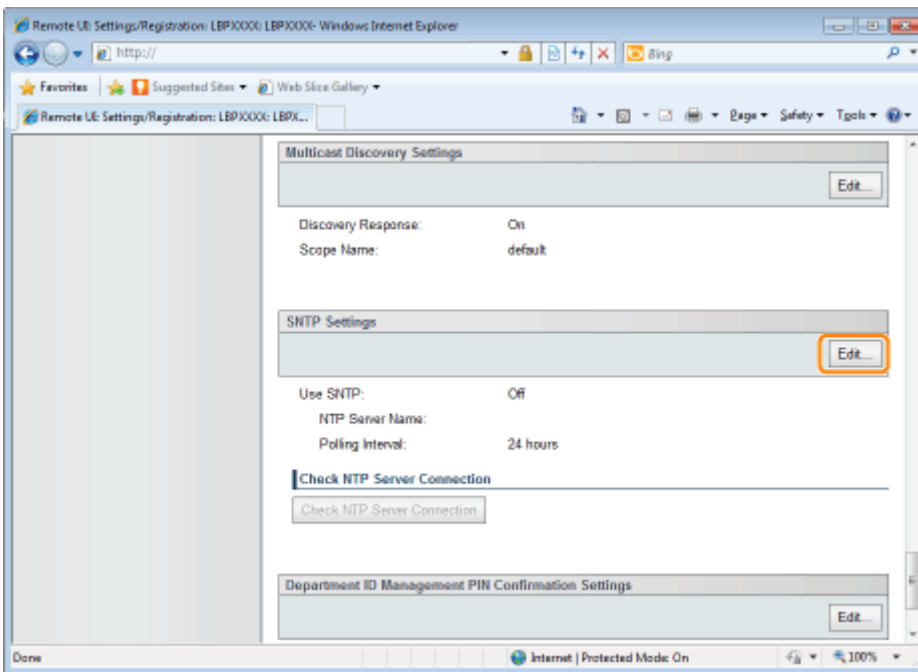 Remote UI: Settings/Registration: LBPXXXX: LBPXXXX- Windows Internet Explorer
http://
Bing
Favorites Suggested Sites Web Slice Gallery
Remote UI: Settings/Registration: LBPXXXX: LBPX... Page Safety Tools
Multicast Discovery Settings
Edit...
Discovery Response: On
Scope Name: default
SNTP Settings
Edit...
Use SNTP: Off
NTP Server Name:
Polling Interval: 24 hours
Check NTP Server Connection
Check NTP Server Connection
Department ID Management PIN Confirmation Settings
Edit...
Done Internet | Protected Mode: On 100%